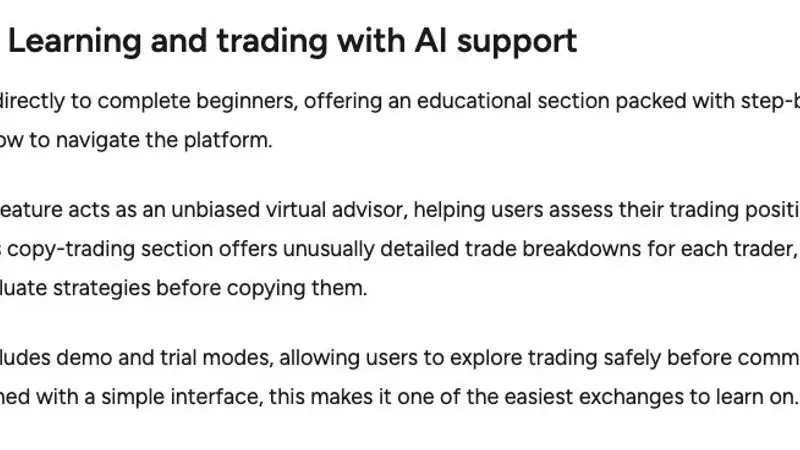 Learning and trading with AI support
directly to complete beginners, offering an educational section packed with step-b
ow to navigate the platform.
eature acts as an unbiased virtual advisor, helping users assess their trading positi
s copy-trading section offers unusually detailed trade breakdowns for each trader,
luate strategies before copying them.
ludes demo and trial modes, allowing users to explore trading safely before comm
ned with a simple interface, this makes it one of the easiest exchanges to learn on.